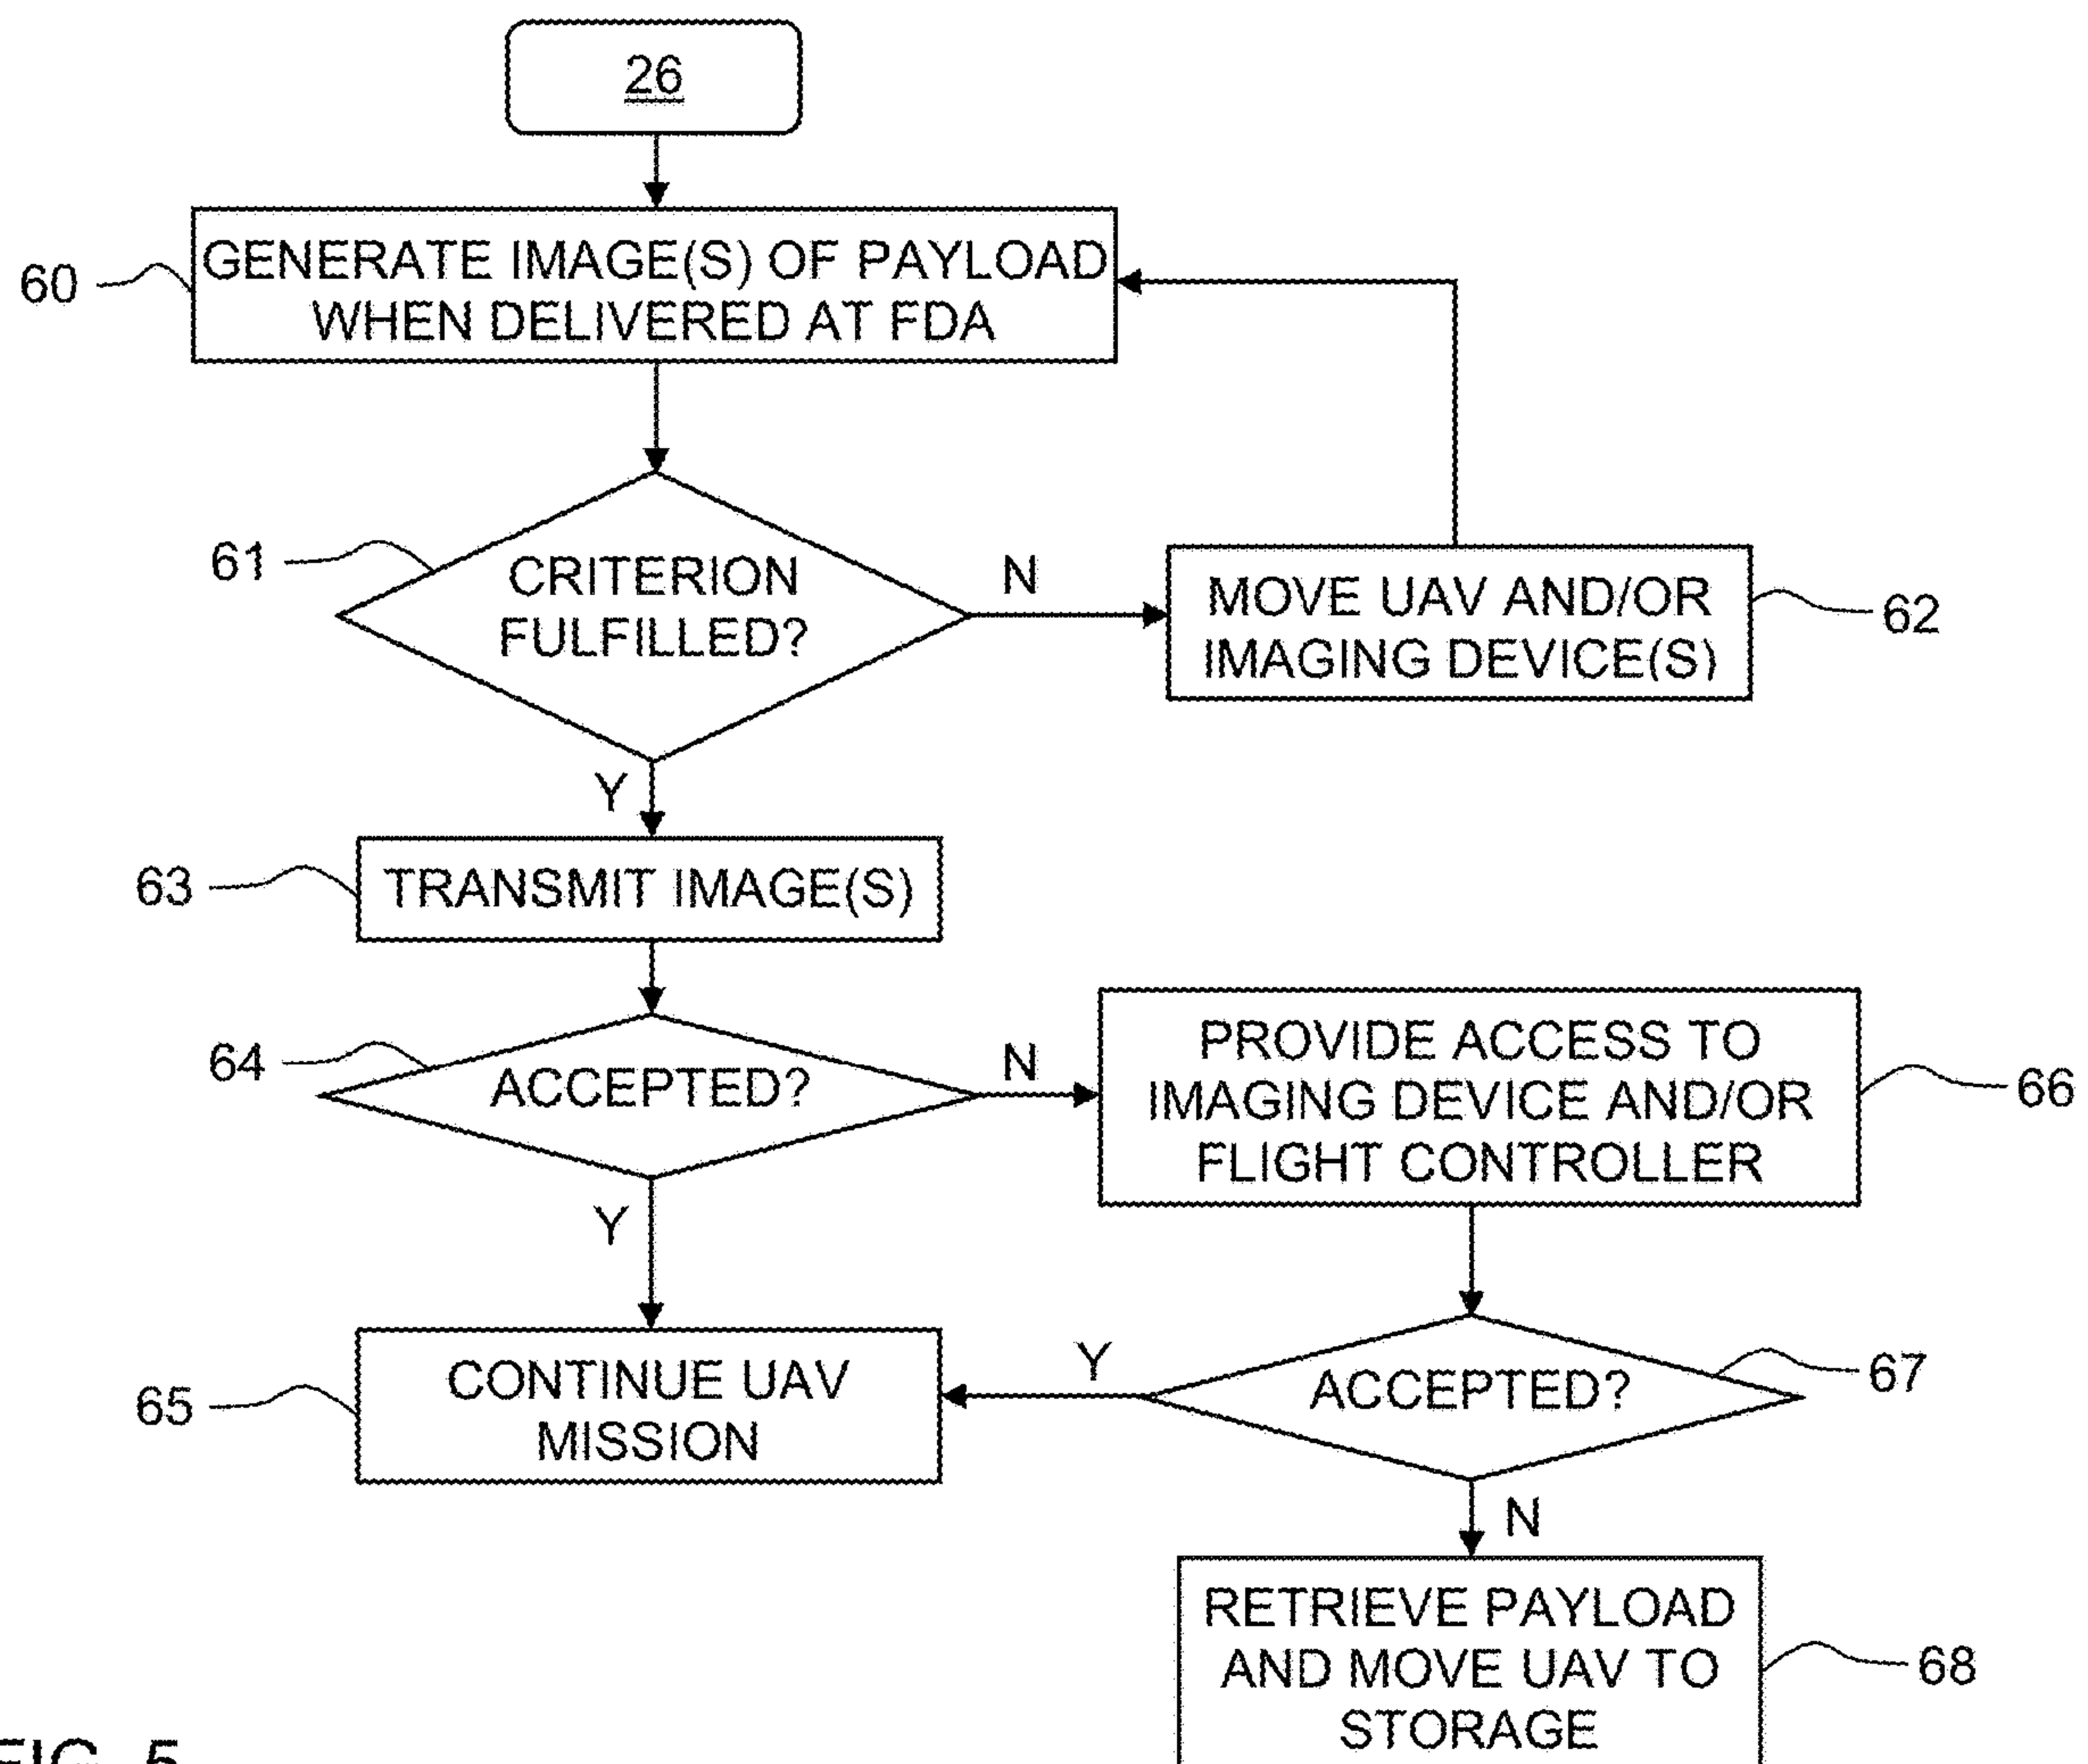 26
60
GENERATE IMAGE(S) OF PAYLOAD
WHEN DELIVERED AT FDA
61
CRITERION
FULFILLED?
N
MOVE UAV AND/OR
IMAGING DEVICE(S)
62
Y
63
TRANSMIT IMAGE(S)
64
ACCEPTED?
N
PROVIDE ACCESS TO
IMAGING DEVICE AND/OR
FLIGHT CONTROLLER
66
Y
65
CONTINUE UAV
MISSION
Y
ACCEPTED?
67
N
RETRIEVE PAYLOAD
AND MOVE UAV TO
STORAGE
68
FIG. 5